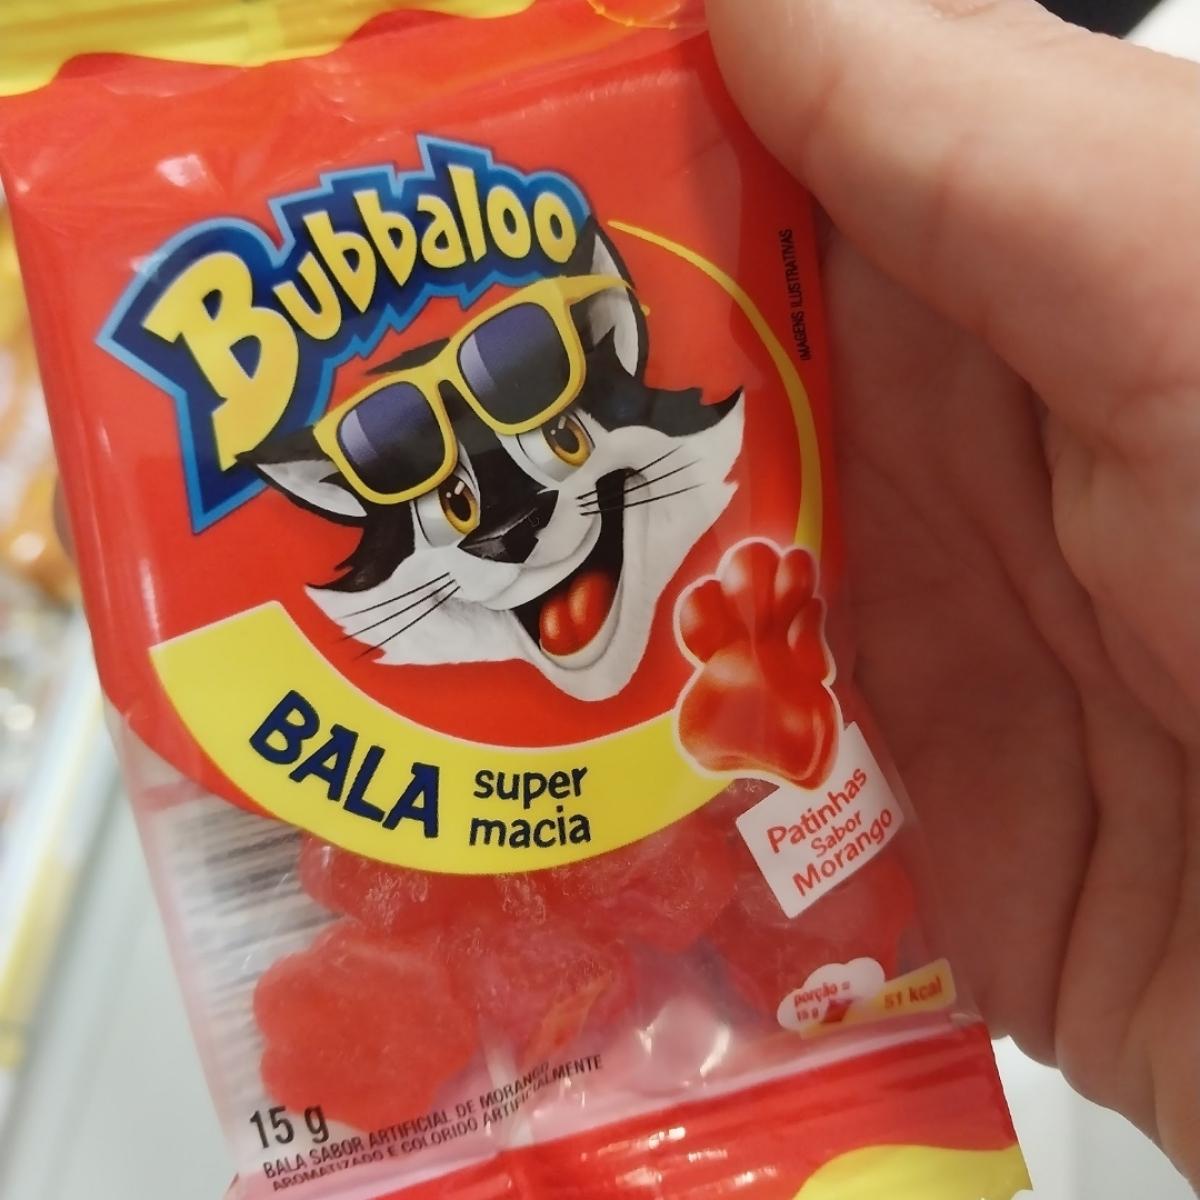 Bubbaloo
IMAGENS ILUSTRATIVAS
BALA super
macia
Patinhas
Sabor
Morango
porção =
15 g
51 kcal
15 g
BALA SABOR ARTIFICIAL DE MORANGO
AROMATIZADO E COLORIDO ARTIFICIALMENTE